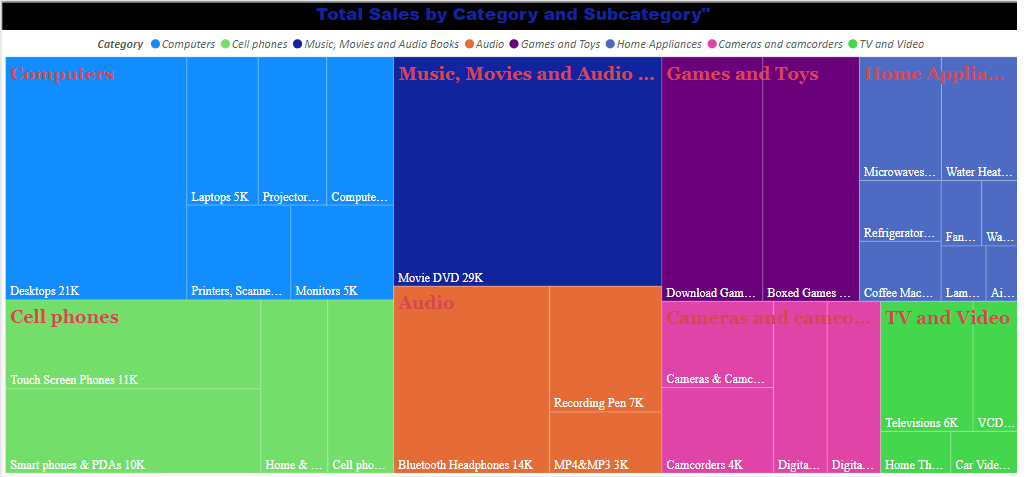 Total Sales by Category and Subcategory"
Category Computers Cell phones Music, Movies and Audio Books Audio Games and Toys Home Appliances Cameras and camcorders TV and Video
Computers
Laptops 5K
Projector...
Compute...
Desktops 21K
Printers, Scanne...
Monitors 5K
Cell phones
Touch Screen Phones 11K
Smart phones & PDAs 10K
Home & ...
Cell pho...
Music, Movies and Audio ...
Movie DVD 29K
Audio
Bluetooth Headphones 14K
Recording Pen 7K
MP4&MP3 3K
Games and Toys
Download Gam...
Boxed Games ...
Home Applia...
Microwaves...
Water Heat...
Refrigerator...
Fan...
Wa...
Coffee Mac...
Lam...
Ai...
Cameras and camco...
Cameras & Camc...
Camcorders 4K
Digita...
Digita...
TV and Video
Televisions 6K
VCD...
Home Th...
Car Vide...